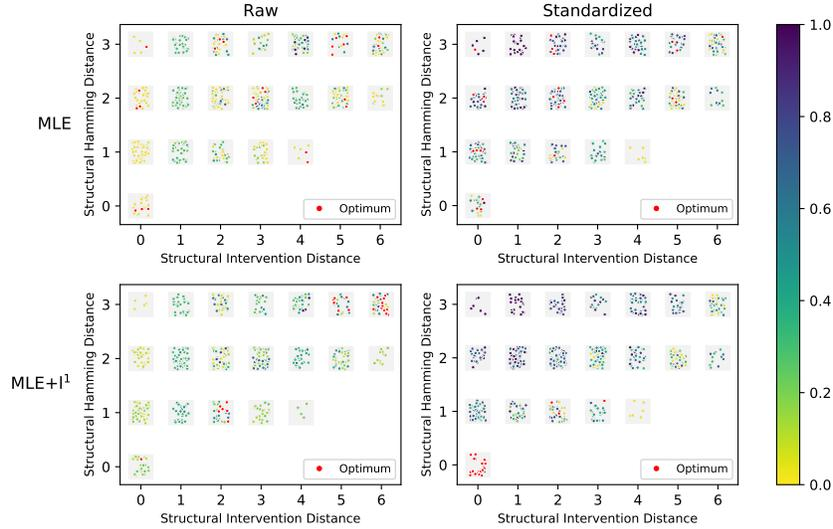 Raw
Standardized
MLE
Structural Hamming Distance
3
2
1
0
0 1 2 3 4 5 6
Structural Intervention Distance
Optimum
Structural Hamming Distance
3
2
1
0
0 1 2 3 4 5 6
Structural Intervention Distance
Optimum
MLE+I¹
Structural Hamming Distance
3
2
1
0
0 1 2 3 4 5 6
Structural Intervention Distance
Optimum
Structural Hamming Distance
3
2
1
0
0 1 2 3 4 5 6
Structural Intervention Distance
Optimum
1.0
0.8
0.6
0.4
0.2
0.0